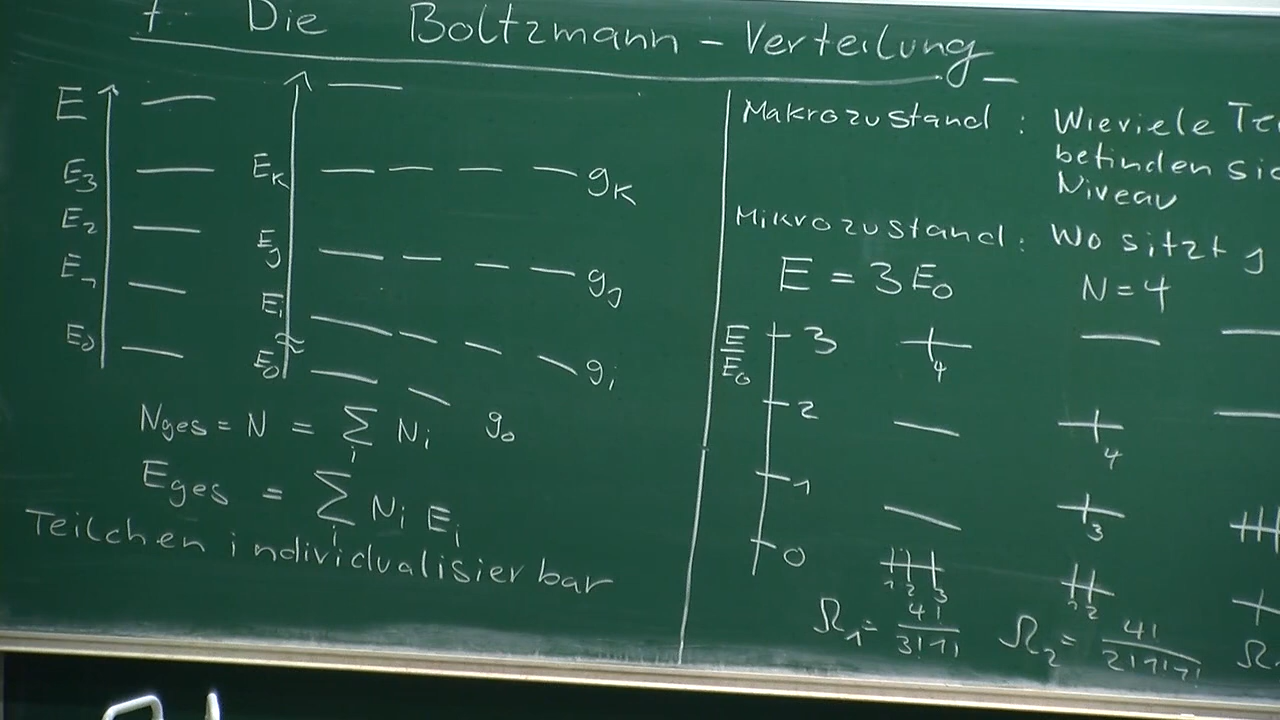 7 Die Boltzmann-Verteilung
E
E3
E2
E1
E0
EK
Ej
Ei
E0
gK
gj
gi
g0
Nges = N = ∑i Ni
Eges = ∑i Ni Ei
Teilchen individualisierbar
Makrozustand : Wieviele
befinden
Niveau
Mikrozustand : Wo sitzt j
E = 3E0 N=4
E/E0
3
4
2
4
1
3
0
1 2 3
1 2
Ω1 = 4!/3!1! Ω2 = 4!/2!1!1! Ω